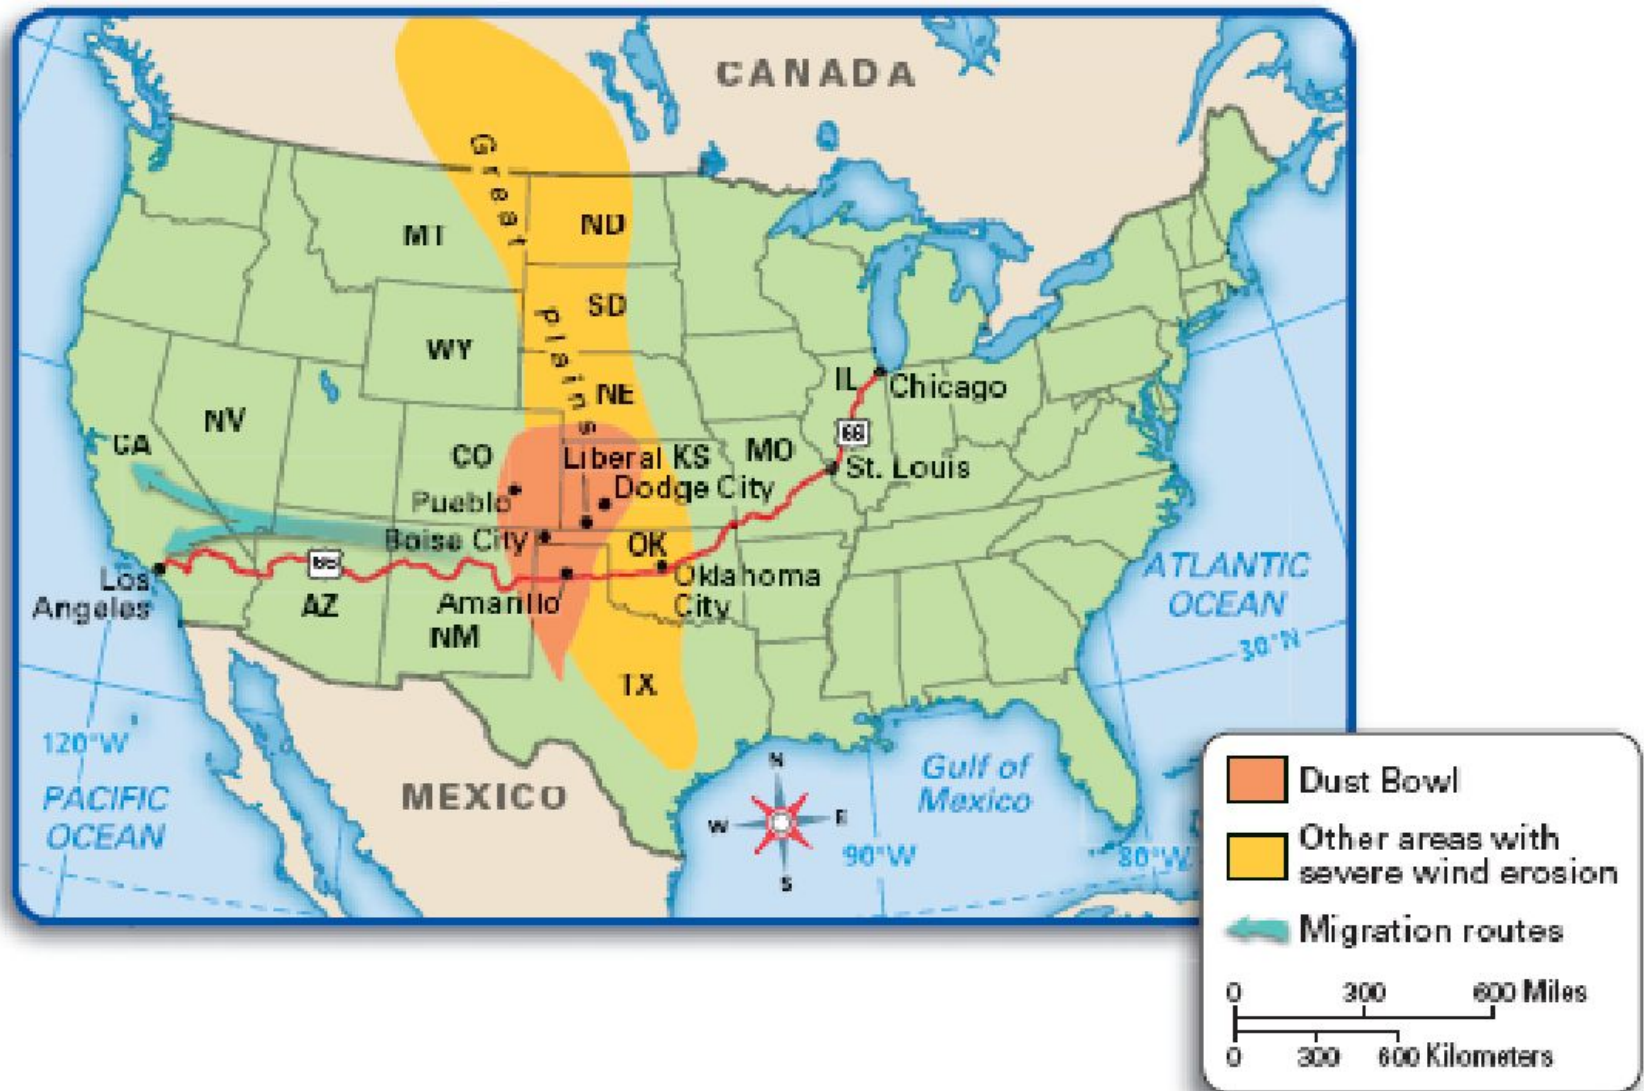 CANADA
Great
Plains
MT
ND
SD
WY
NE
NV
CA
CO
Liberal KS
MO
IL
Chicago
66
St. Louis
Pueblo
Dodge City
Boise City
OK
Oklahoma
City
66
Los
Angeles
AZ
Amarillo
NM
TX
ATLANTIC
OCEAN
30°N
120°W
PACIFIC
OCEAN
MEXICO
N
W
E
S
Gulf of
Mexico
90°W
80°W
Dust Bowl
Other areas with
severe wind erosion
Migration routes
0 300 600 Miles
0 300 600 Kilometers